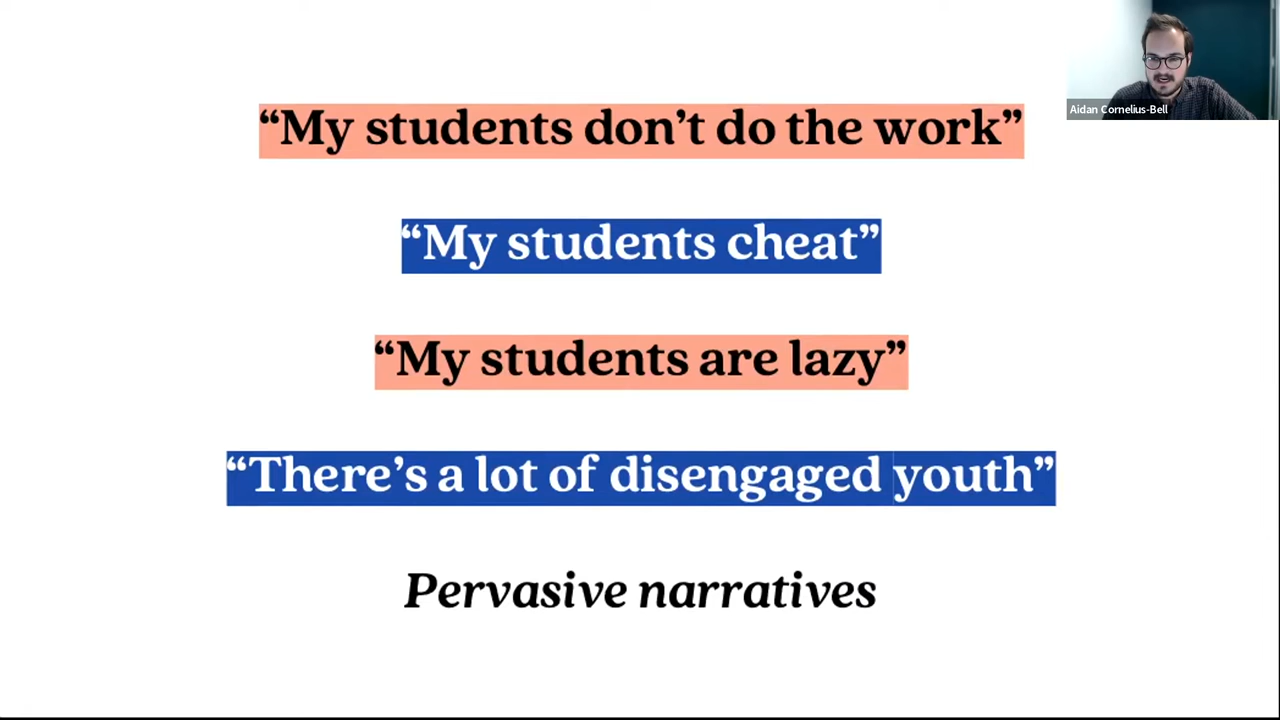 “My students don’t do the work”
Aidan Cornelius-Bell
“My students cheat”
“My students are lazy”
“There’s a lot of disengaged youth”
Pervasive narratives